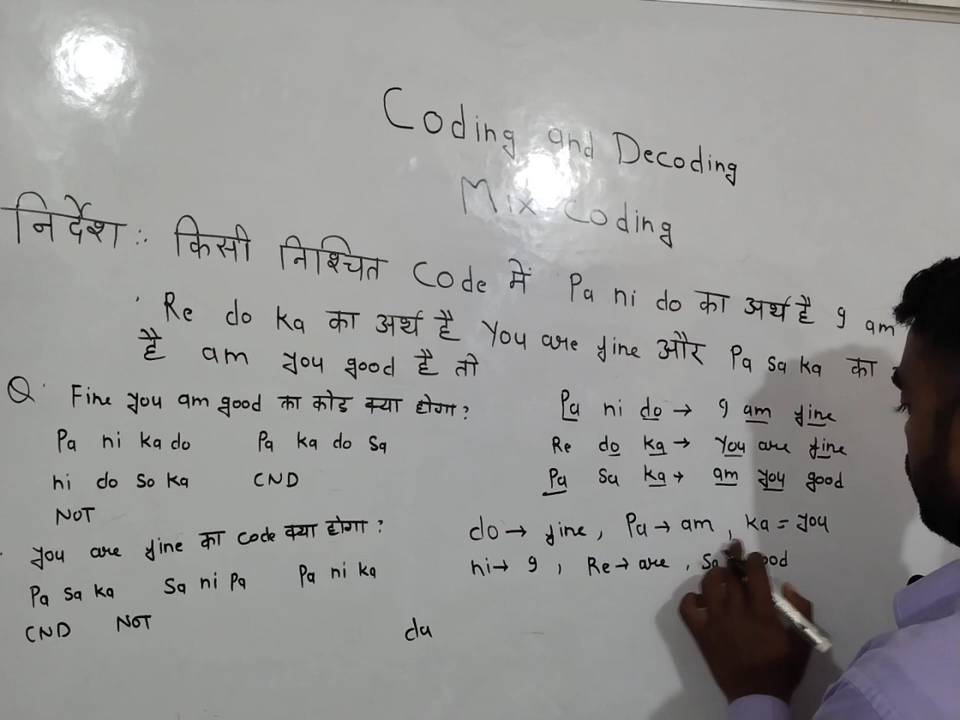 Coding and Decoding
Mix-Coding
निर्देश :. किसी निश्चित Code में Pa ni do का अर्थ है I am
Re do ka का अर्थ है You are fine और Pa sa ka का
है am you good है तो
Q. Fine you am good का कोड क्या होगा?
Pa ni ka do Pa ka do Sa
ni do so ka CND
NOT
you are fine का code क्या होगा?
Pa sa ka Sa ni pa Pa ni ka
CND NOT
Pa ni do → I am fine
Re do ka → You are fine
Pa sa ka → am you good
do → fine, Pa → am, ka = you
ni → I, Re → are,